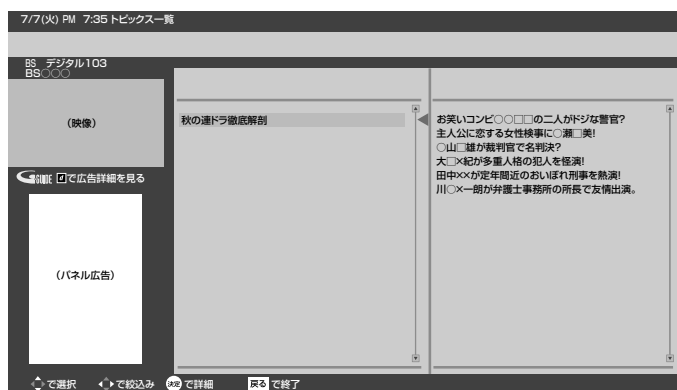 7/7(火) PM 7:35 トピックス一覧
BS デジタル103
BS○○○
(映像)
GGUIDE dで広告詳細を見る
(パネル広告)
秋の連ドラ徹底解剖
お笑いコンビ○○□□の二人がドジな警官?
主人公に恋する女性検事に○瀬□美!
○山□雄が裁判官で名判決?
大□×紀が多重人格の犯人を怪演!
田中××が定年間近のおいぼれ刑事を熱演!
川○×一朗が弁護士事務所の所長で友情出演。
で選択 で絞込み 決定 で詳細 戻る で終了